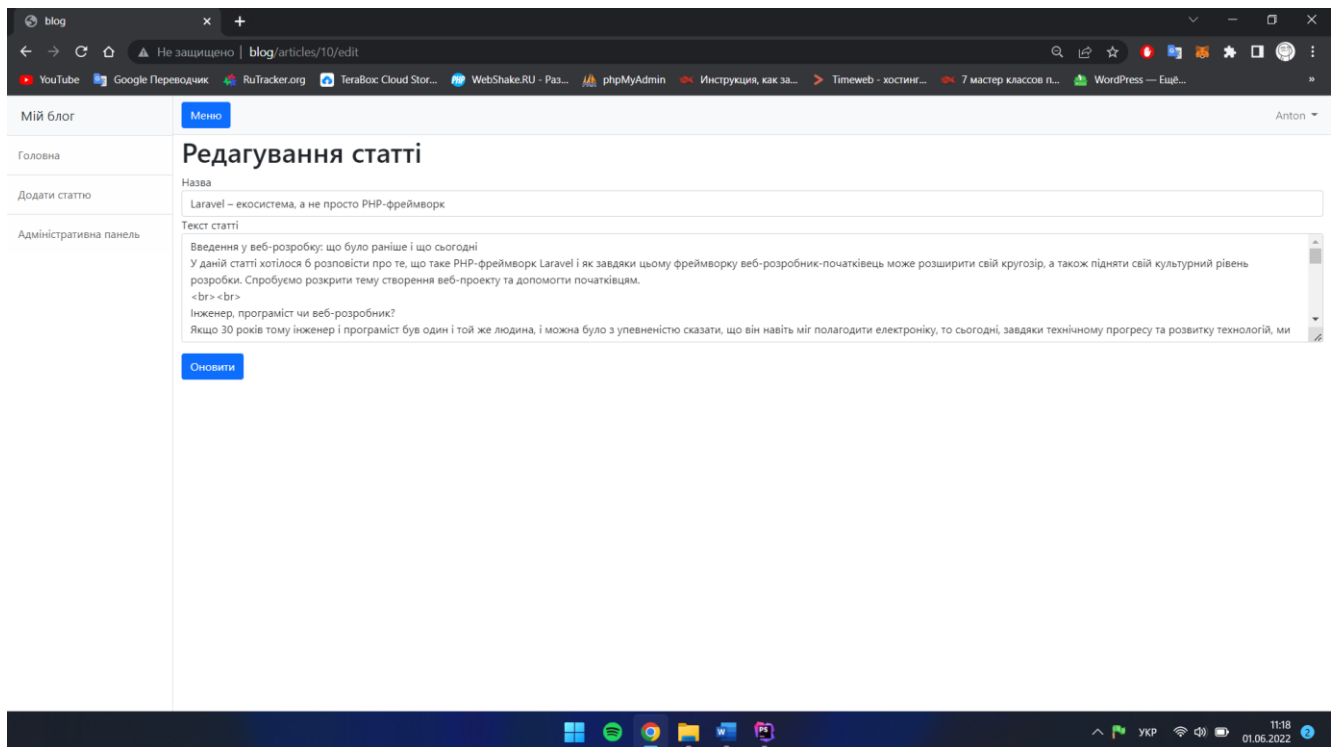 blog
Не защищено | blog/articles/10/edit
YouTube Google Переводчик RuTracker.org TeraBox: Cloud Stor... WebShake.RU - Раз... phpMyAdmin Инструкция, как за... Timeweb - хостинг... 7 мастер классов п... WordPress — Ещё... »
Мій блог Меню Anton
Головна
Додати статтю
Адміністративна панель
Редагування статті
Назва
Laravel – екосистема, а не просто PHP-фреймворк
Текст статті
Введення у веб-розробку: що було раніше і що сьогодні
У даній статті хотілося б розповісти про те, що таке PHP-фреймворк Laravel і як завдяки цьому фреймворку веб-розробник-початківець може розширити свій кругозір, а також підняти свій культурний рівень
розробки. Спробуємо розкрити тему створення веб-проекту та допомогти початківцям.
<br><br>
Інженер, програміст чи веб-розробник?
Якщо 30 років тому інженер і програміст був один і той же людина, і можна було з упевненістю сказати, що він навіть міг полагодити електроніку, то сьогодні, завдяки технічному прогресу та розвитку технологій, ми
Оновити
УКР 11:18
01.06.2022 2